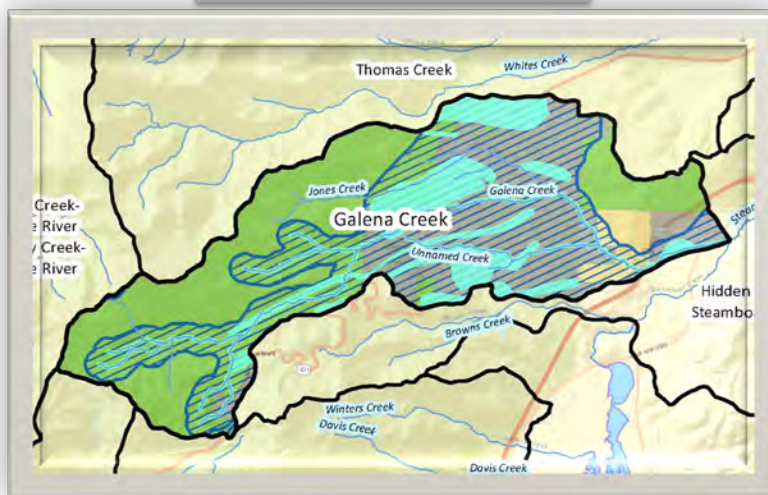 Whites Creek
Thomas Creek
Jones Creek
Galena Creek
Creek-
e River
y Creek-
e River
Galena Creek
Steam
Unnamed Creek
Hidden
Steambo
Browns Creek
Winters Creek
Davis Creek
Davis Creek